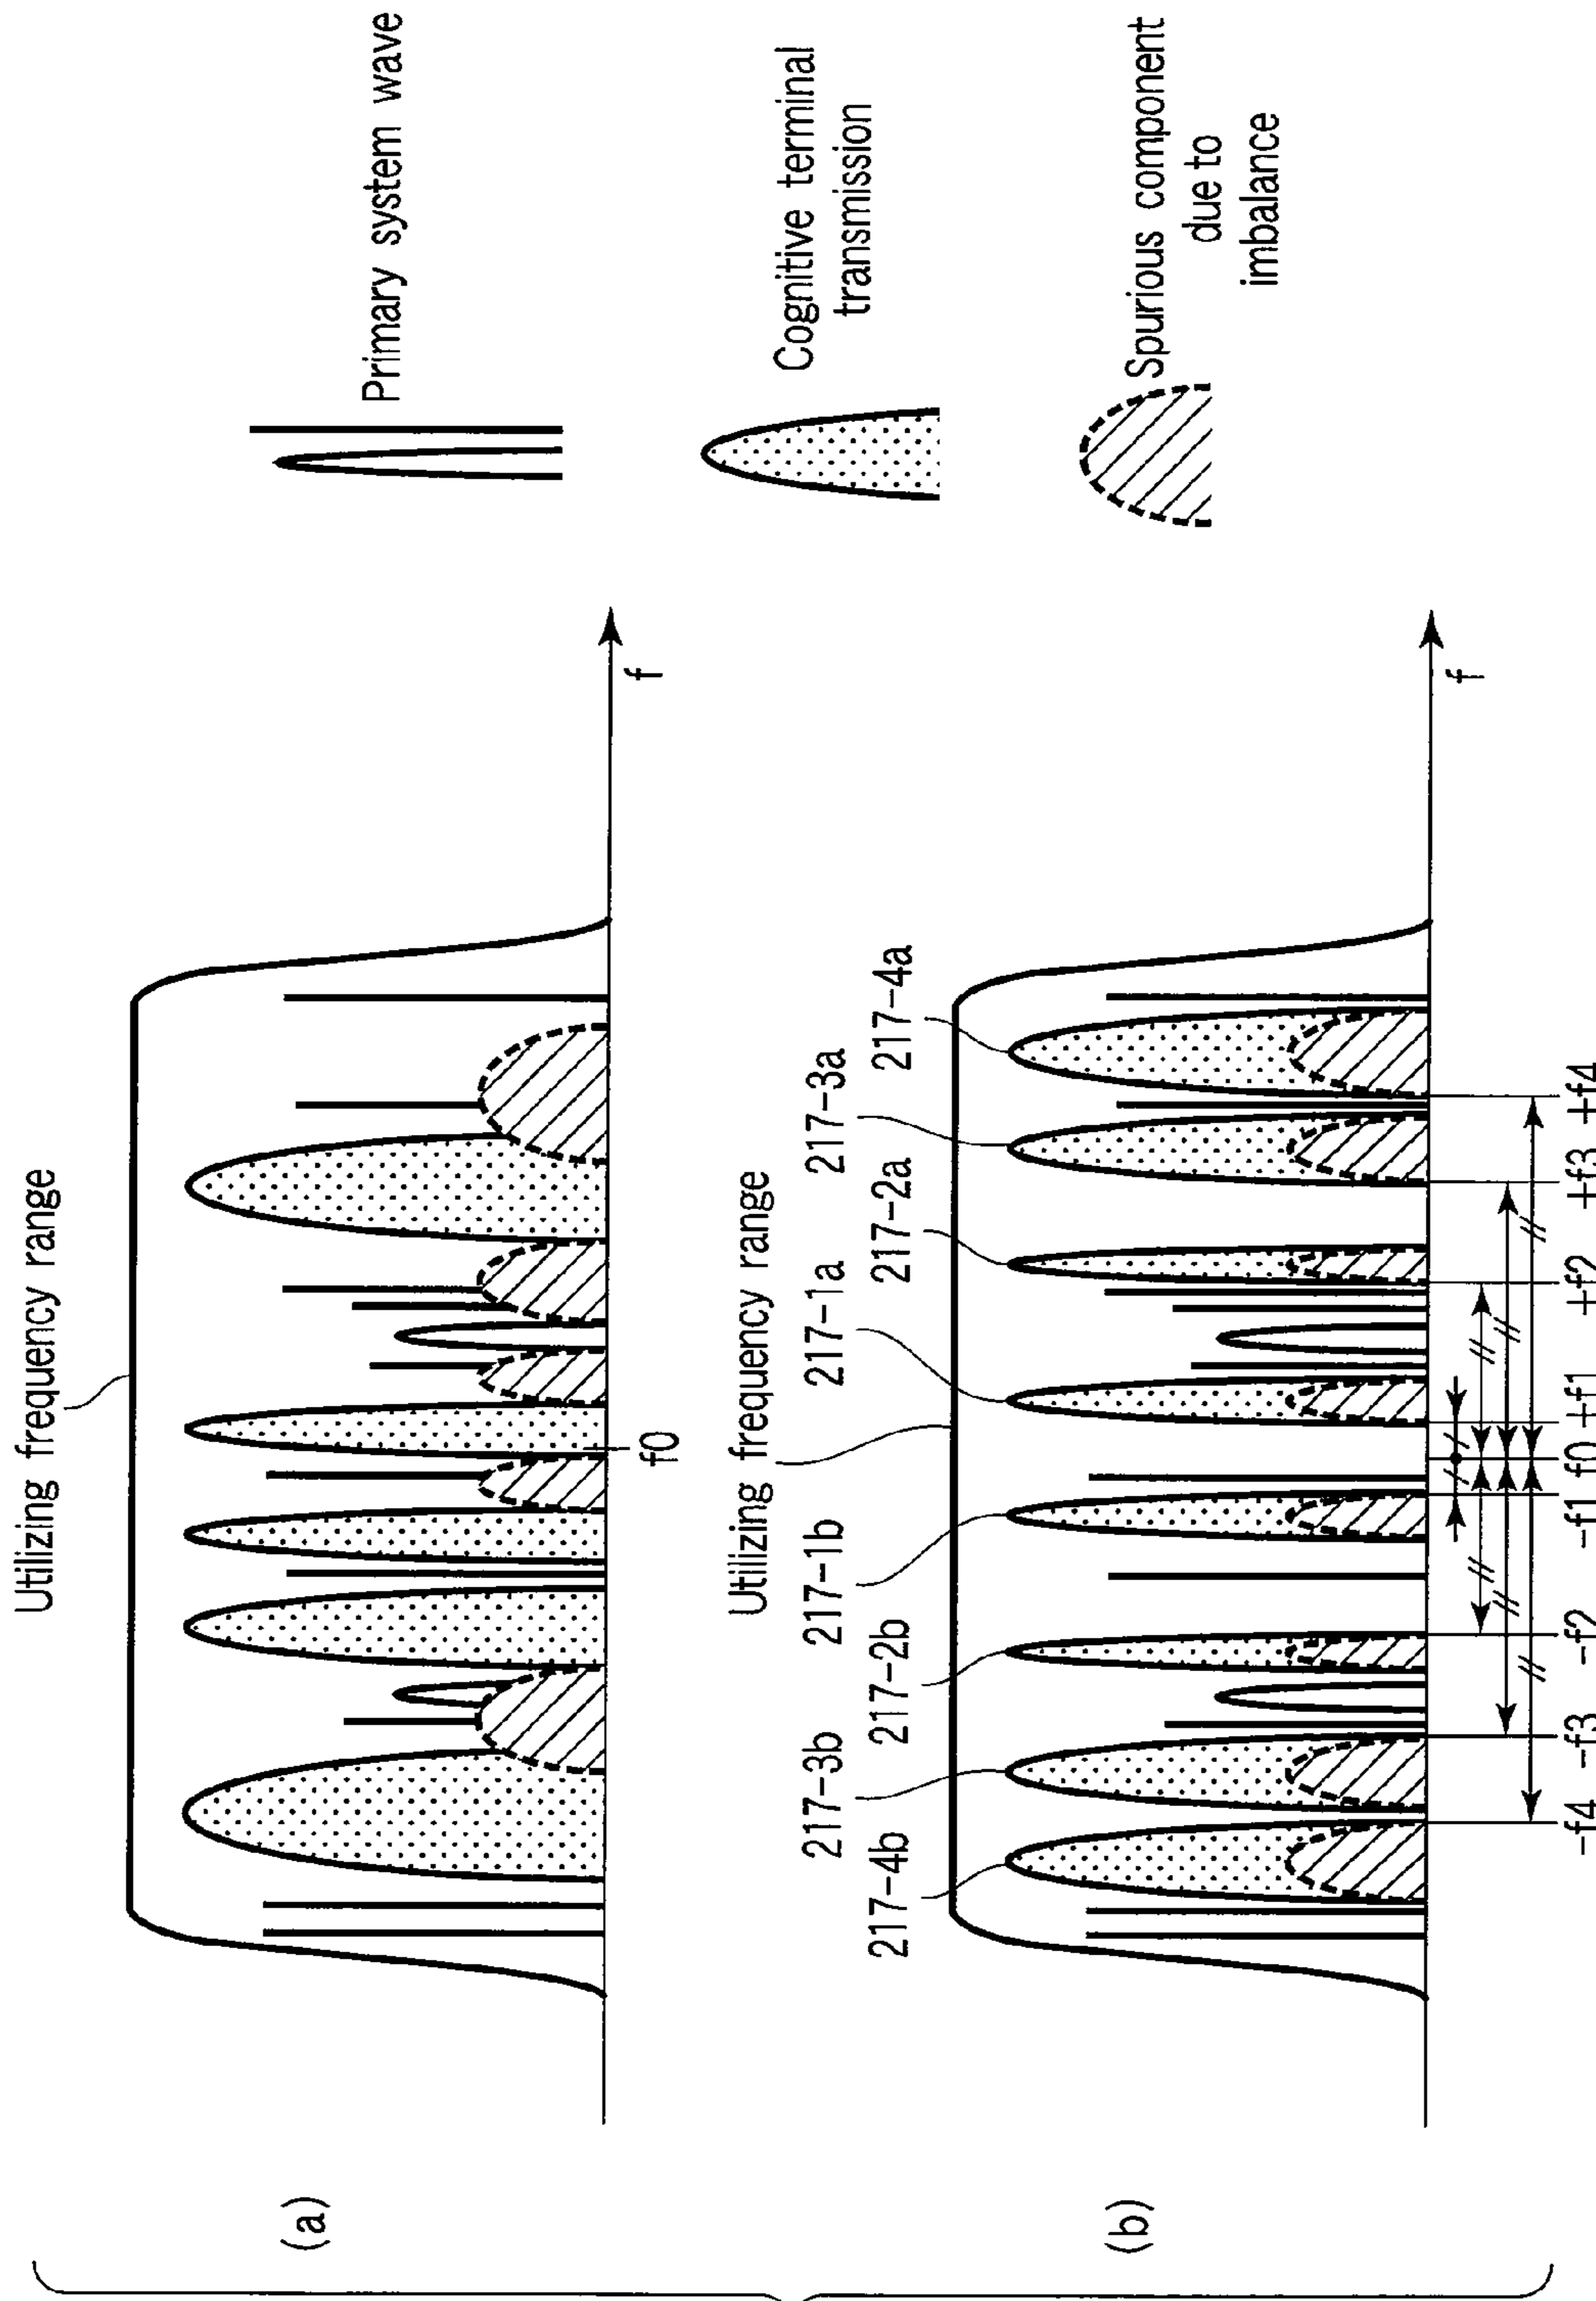 (a)
Utilizing frequency range
f0
f
Primary system wave
Cognitive terminal
transmission
Spurious component
due to
imbalance
(b)
Utilizing frequency range
217-4b
217-3b
217-2b
217-1b
217-1a
217-2a
217-3a
217-4a
f
-f4
-f3
-f2
-f1
f0
+f1
+f2
+f3
+f4